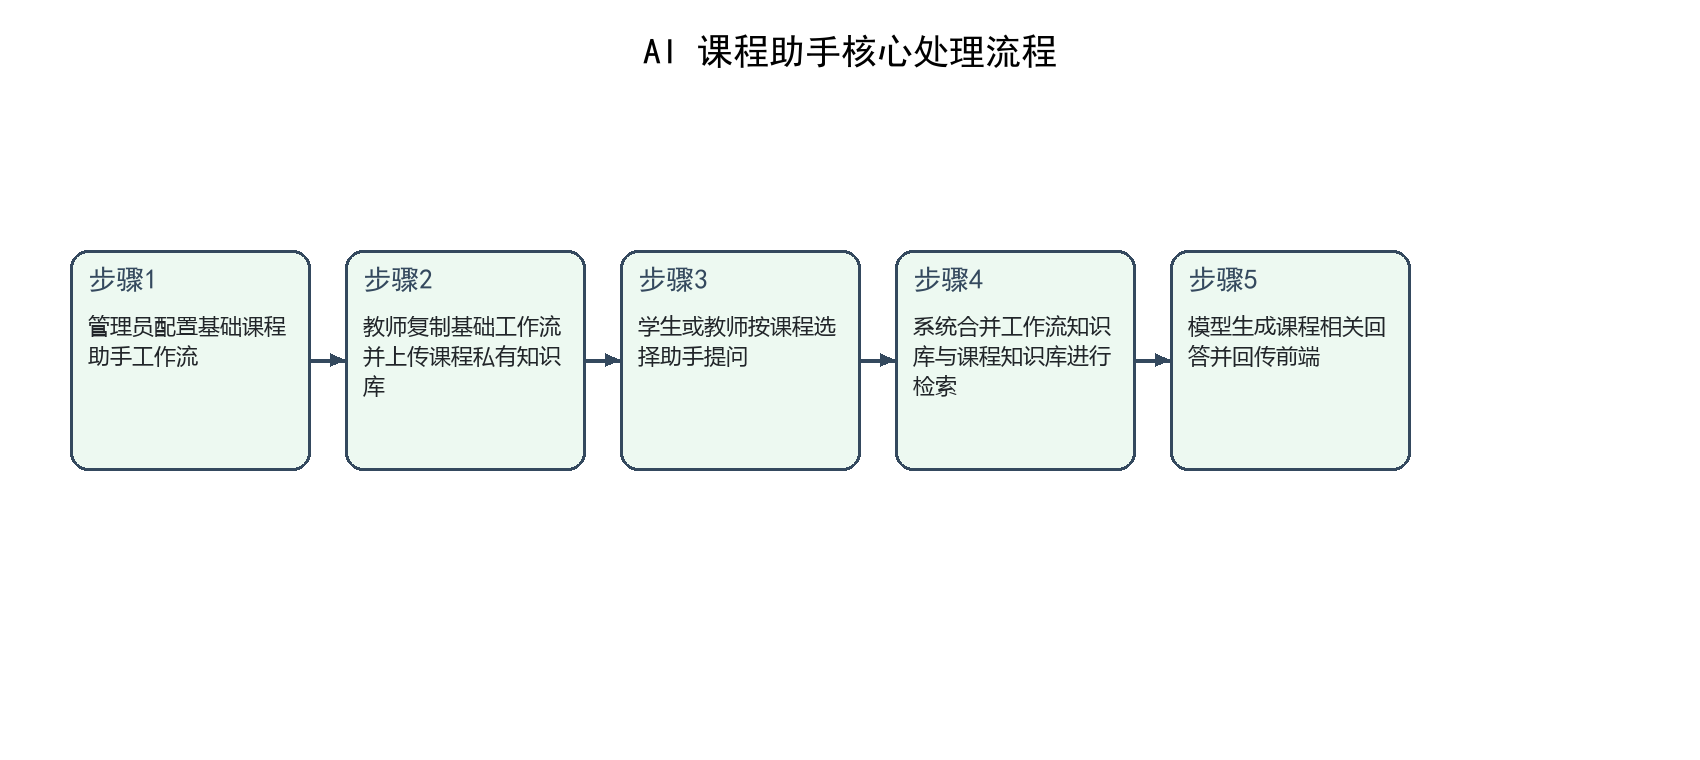 AI 课程助手核心处理流程
步骤1
管理员配置基础课程
助手工作流
步骤2
教师复制基础工作流
并上传课程私有知识
库
步骤3
学生或教师按课程选
择助手提问
步骤4
系统合并工作流知识
库与课程知识库进行
检索
步骤5
模型生成课程相关回
答并回传前端